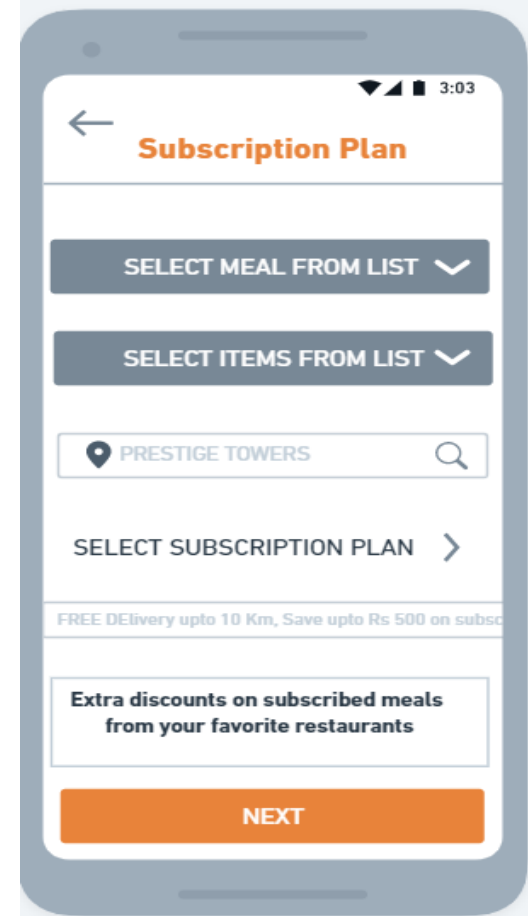 3:03
Subscription Plan
SELECT MEAL FROM LIST
SELECT ITEMS FROM LIST
PRESTIGE TOWERS
SELECT SUBSCRIPTION PLAN
FREE DElivery upto 10 Km, Save upto Rs 500 on subsc
Extra discounts on subscribed meals
from your favorite restaurants
NEXT